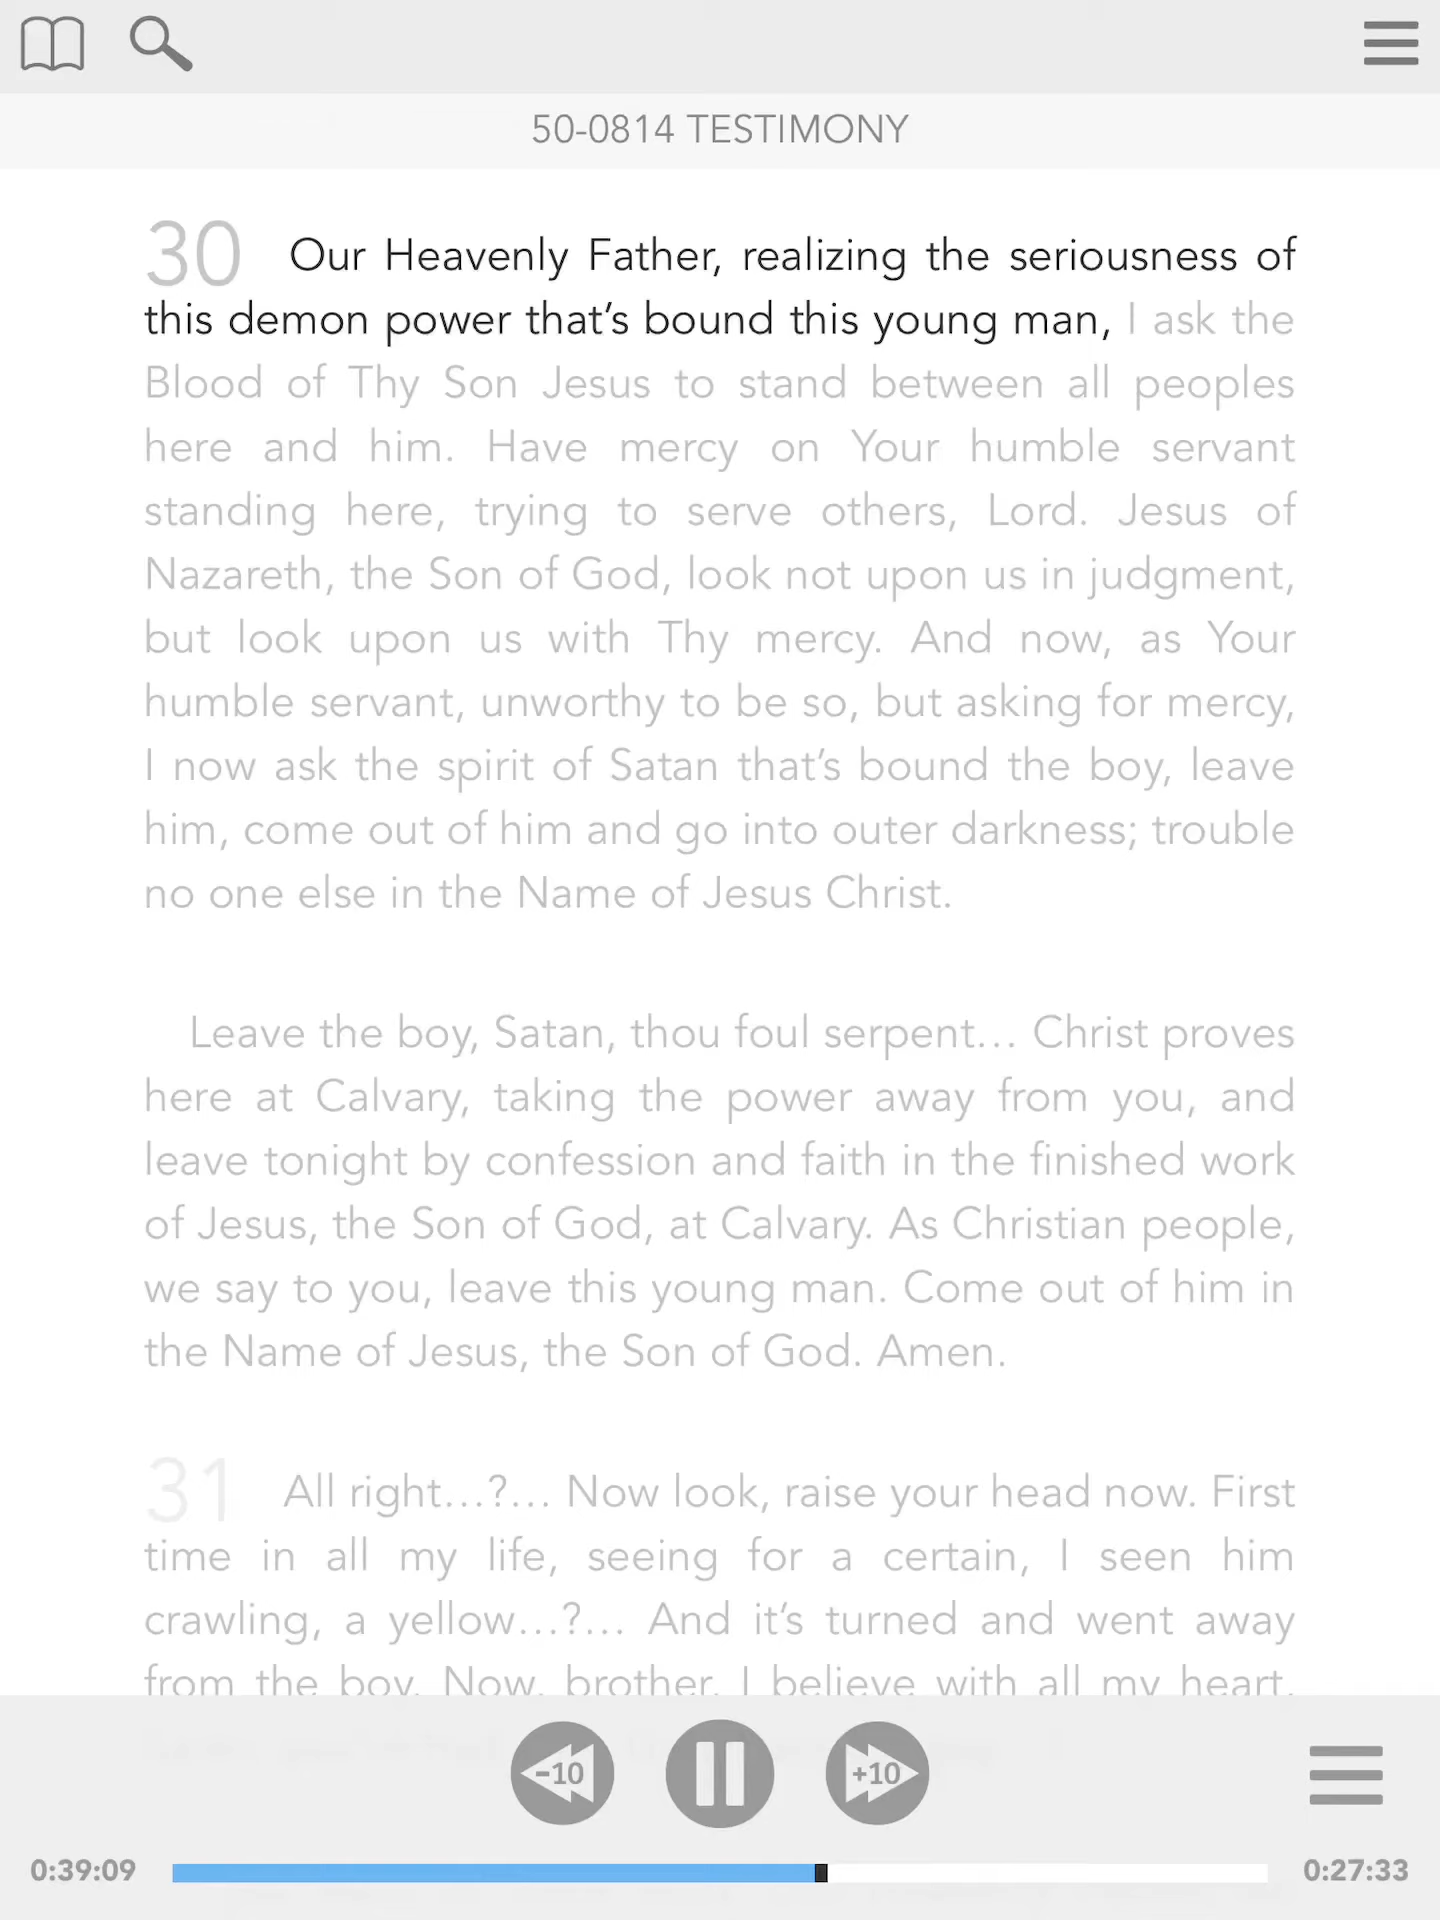 50-0814 TESTIMONY
30 Our Heavenly Father, realizing the seriousness of
this demon power that’s bound this young man, I ask the
Blood of Thy Son Jesus to stand between all peoples
here and him. Have mercy on Your humble servant
standing here, trying to serve others, Lord. Jesus of
Nazareth, the Son of God, look not upon us in judgment,
but look upon us with Thy mercy. And now, as Your
humble servant, unworthy to be so, but asking for mercy,
I now ask the spirit of Satan that’s bound the boy, leave
him, come out of him and go into outer darkness; trouble
no one else in the Name of Jesus Christ.
Leave the boy, Satan, thou foul serpent… Christ proves
here at Calvary, taking the power away from you, and
leave tonight by confession and faith in the finished work
of Jesus, the Son of God, at Calvary. As Christian people,
we say to you, leave this young man. Come out of him in
the Name of Jesus, the Son of God. Amen.
31 All right…?… Now look, raise your head now. First
time in all my life, seeing for a certain, I seen him
crawling, a yellow…?… And it’s turned and went away
from the boy. Now, brother, I believe with all my heart,
-10
+10
0:39:09
0:27:33